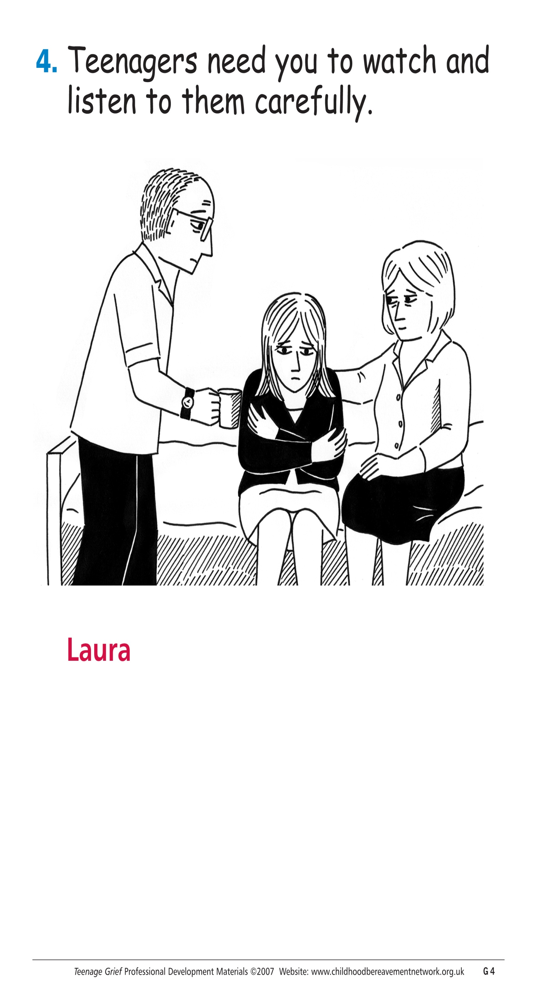 4. Teenagers need you to watch and
listen to them carefully.
Laura
Teenage Grief Professional Development Materials ©2007 Website: www.childhoodbereavementnetwork.org.uk G 4